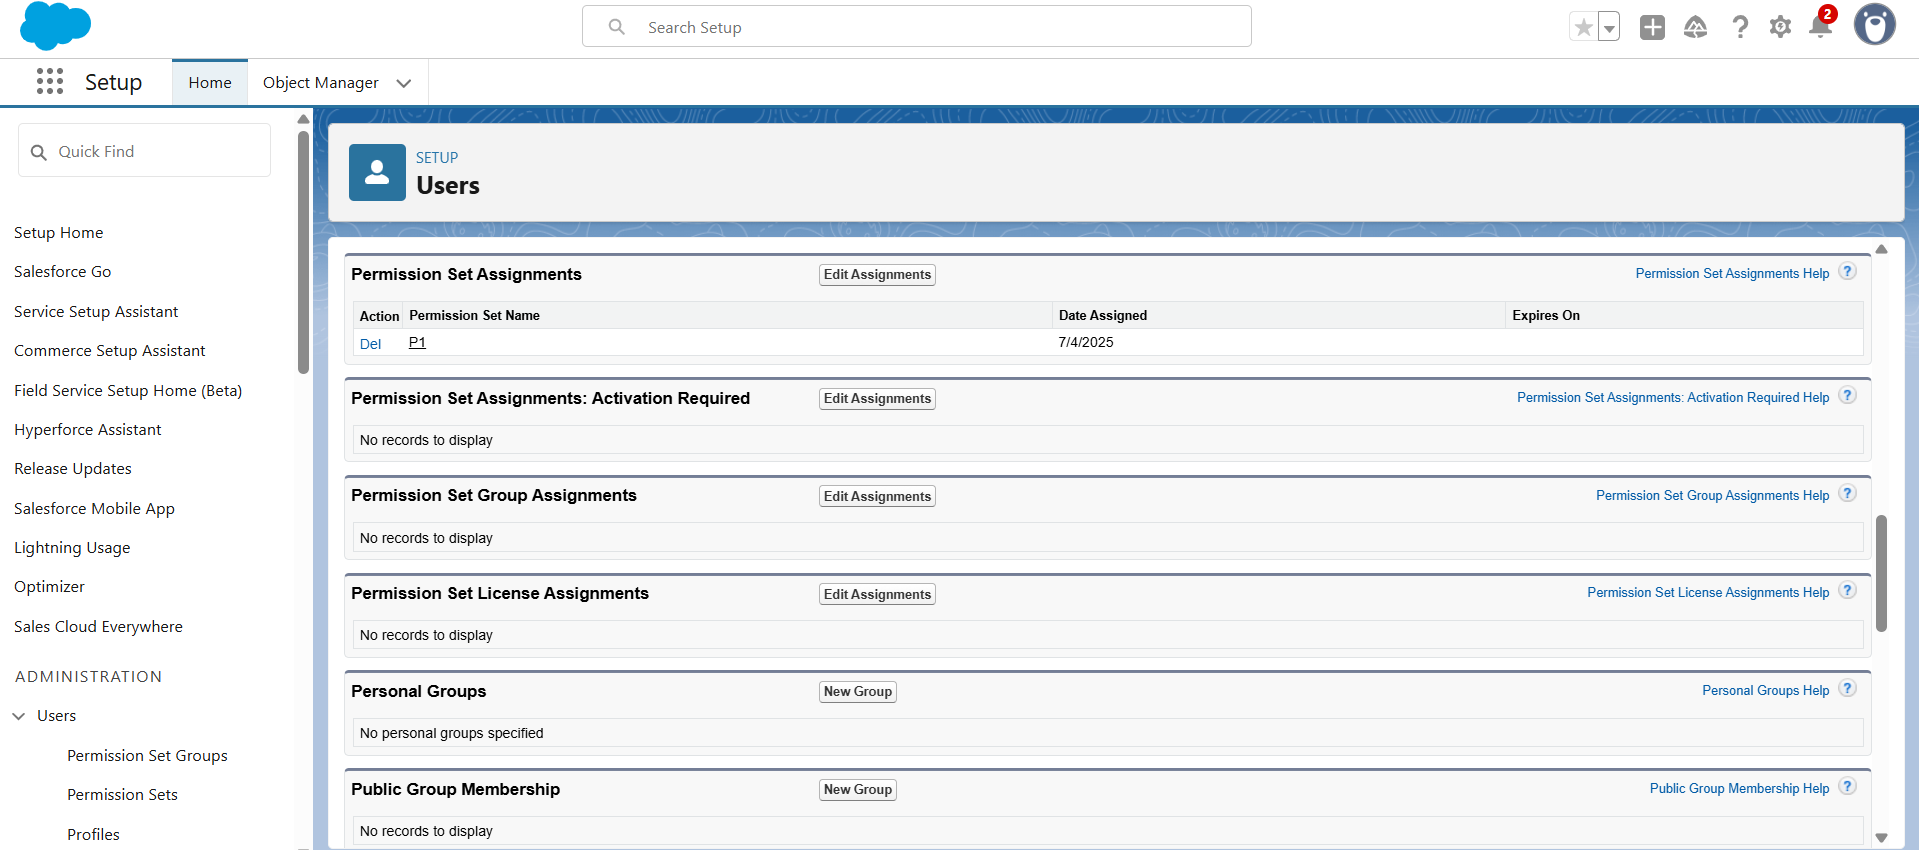 Search Setup
2
Setup
Home
Object Manager
Quick Find
Setup Home
Salesforce Go
Service Setup Assistant
Commerce Setup Assistant
Field Service Setup Home (Beta)
Hyperforce Assistant
Release Updates
Salesforce Mobile App
Lightning Usage
Optimizer
Sales Cloud Everywhere
ADMINISTRATION
Users
Permission Set Groups
Permission Sets
Profiles
SETUP
Users
Permission Set Assignments Edit Assignments Permission Set Assignments Help ?
Action Permission Set Name Date Assigned Expires On
Del P1 7/4/2025
Permission Set Assignments: Activation Required Edit Assignments Permission Set Assignments: Activation Required Help ?
No records to display
Permission Set Group Assignments Edit Assignments Permission Set Group Assignments Help ?
No records to display
Permission Set License Assignments Edit Assignments Permission Set License Assignments Help ?
No records to display
Personal Groups New Group Personal Groups Help ?
No personal groups specified
Public Group Membership New Group Public Group Membership Help ?
No records to display